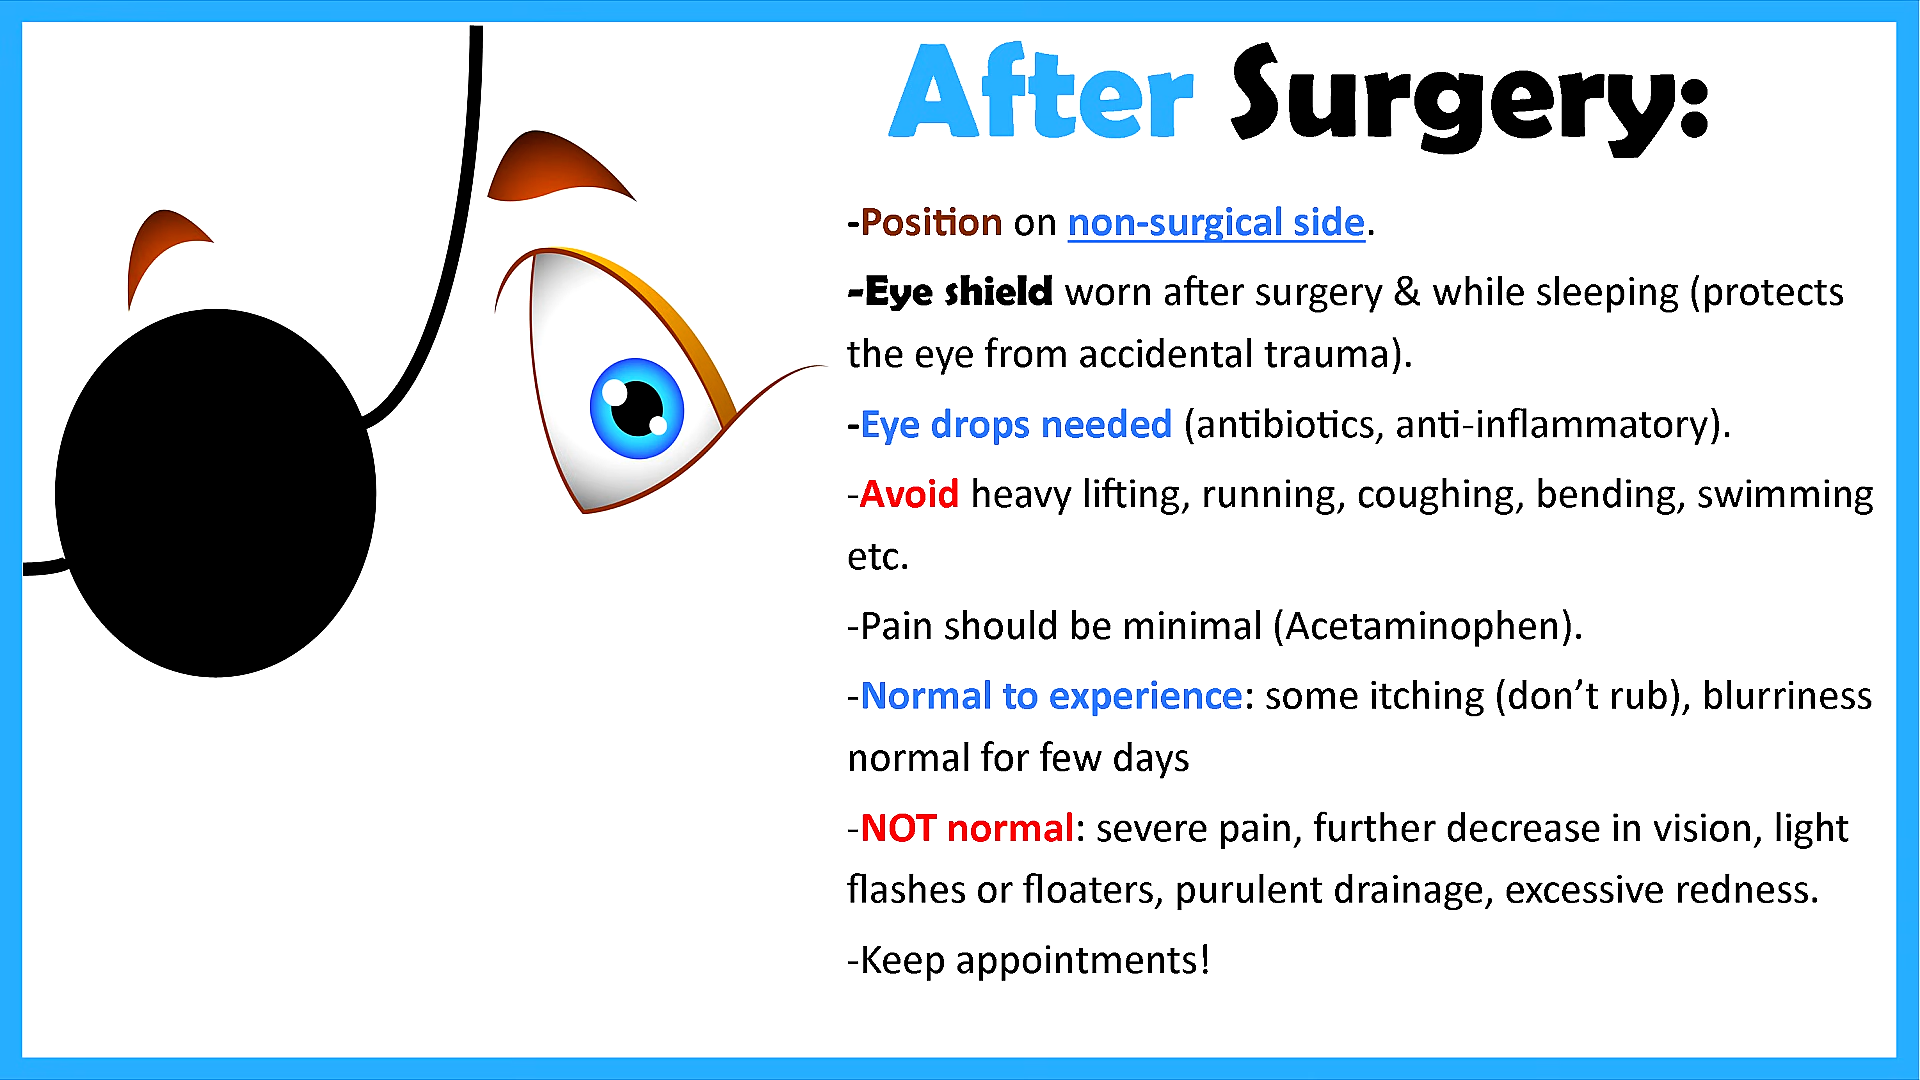 After Surgery:
-Position on non-surgical side.
-Eye shield worn after surgery & while sleeping (protects
the eye from accidental trauma).
-Eye drops needed (antibiotics, anti-inflammatory).
-Avoid heavy lifting, running, coughing, bending, swimming
etc.
-Pain should be minimal (Acetaminophen).
-Normal to experience: some itching (don’t rub), blurriness
normal for few days
-NOT normal: severe pain, further decrease in vision, light
flashes or floaters, purulent drainage, excessive redness.
-Keep appointments!